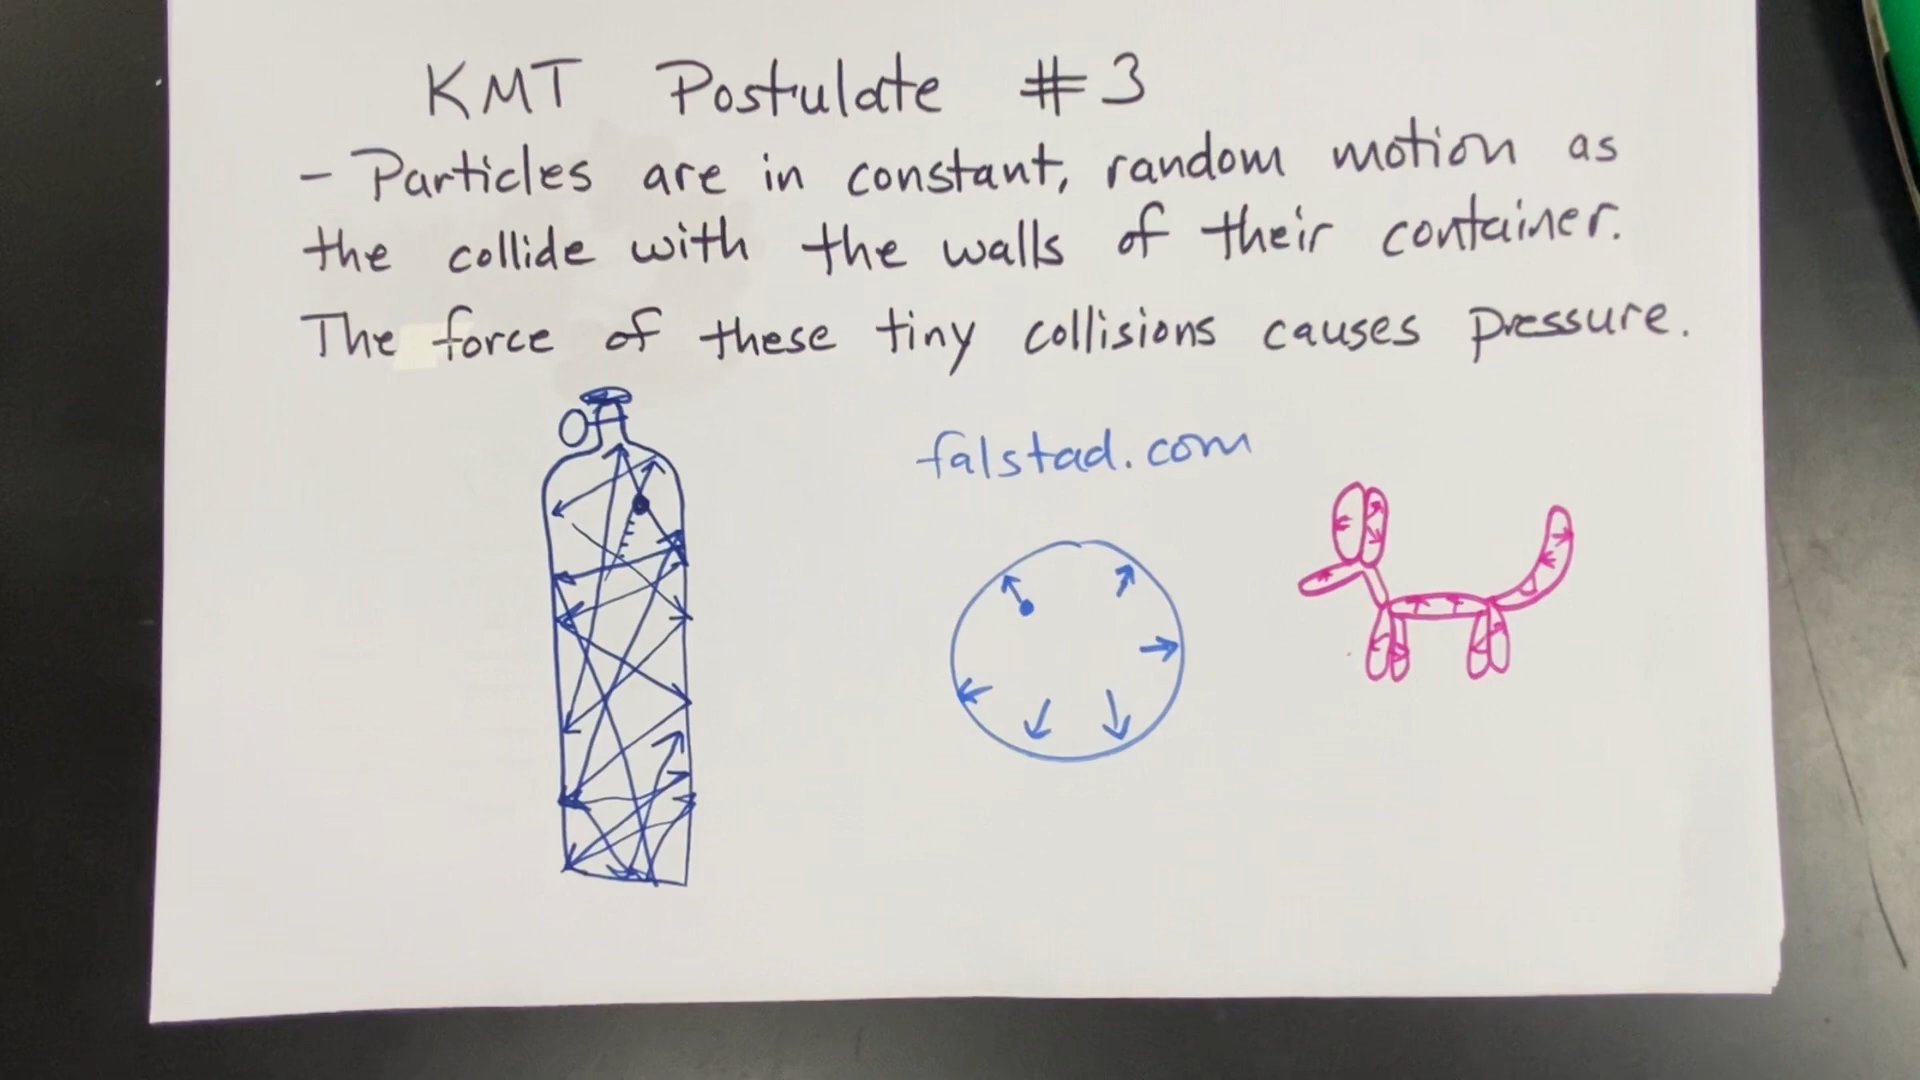 KMT Postulate #3
- Particles are in constant, random motion as
the collide with the walls of their container.
The force of these tiny collisions causes pressure.
falstad.com